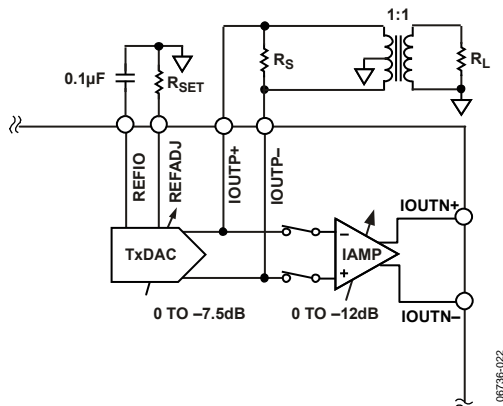 1:1
0.1µF
RSET
RS
RL
REFIO
REFADJ
IOUTP+
IOUTP–
IOUTN+
TxDAC
IAMP
–
+
0 TO –7.5dB
0 TO –12dB
IOUTN–
06736-022